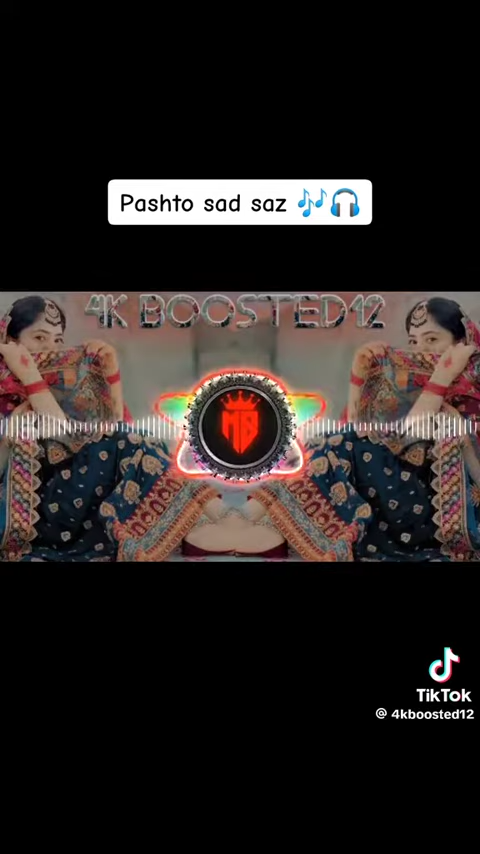 Pashto sad saz 🎶🎧
4K BOOSTED12
MB
TikTok
@ 4kboosted12